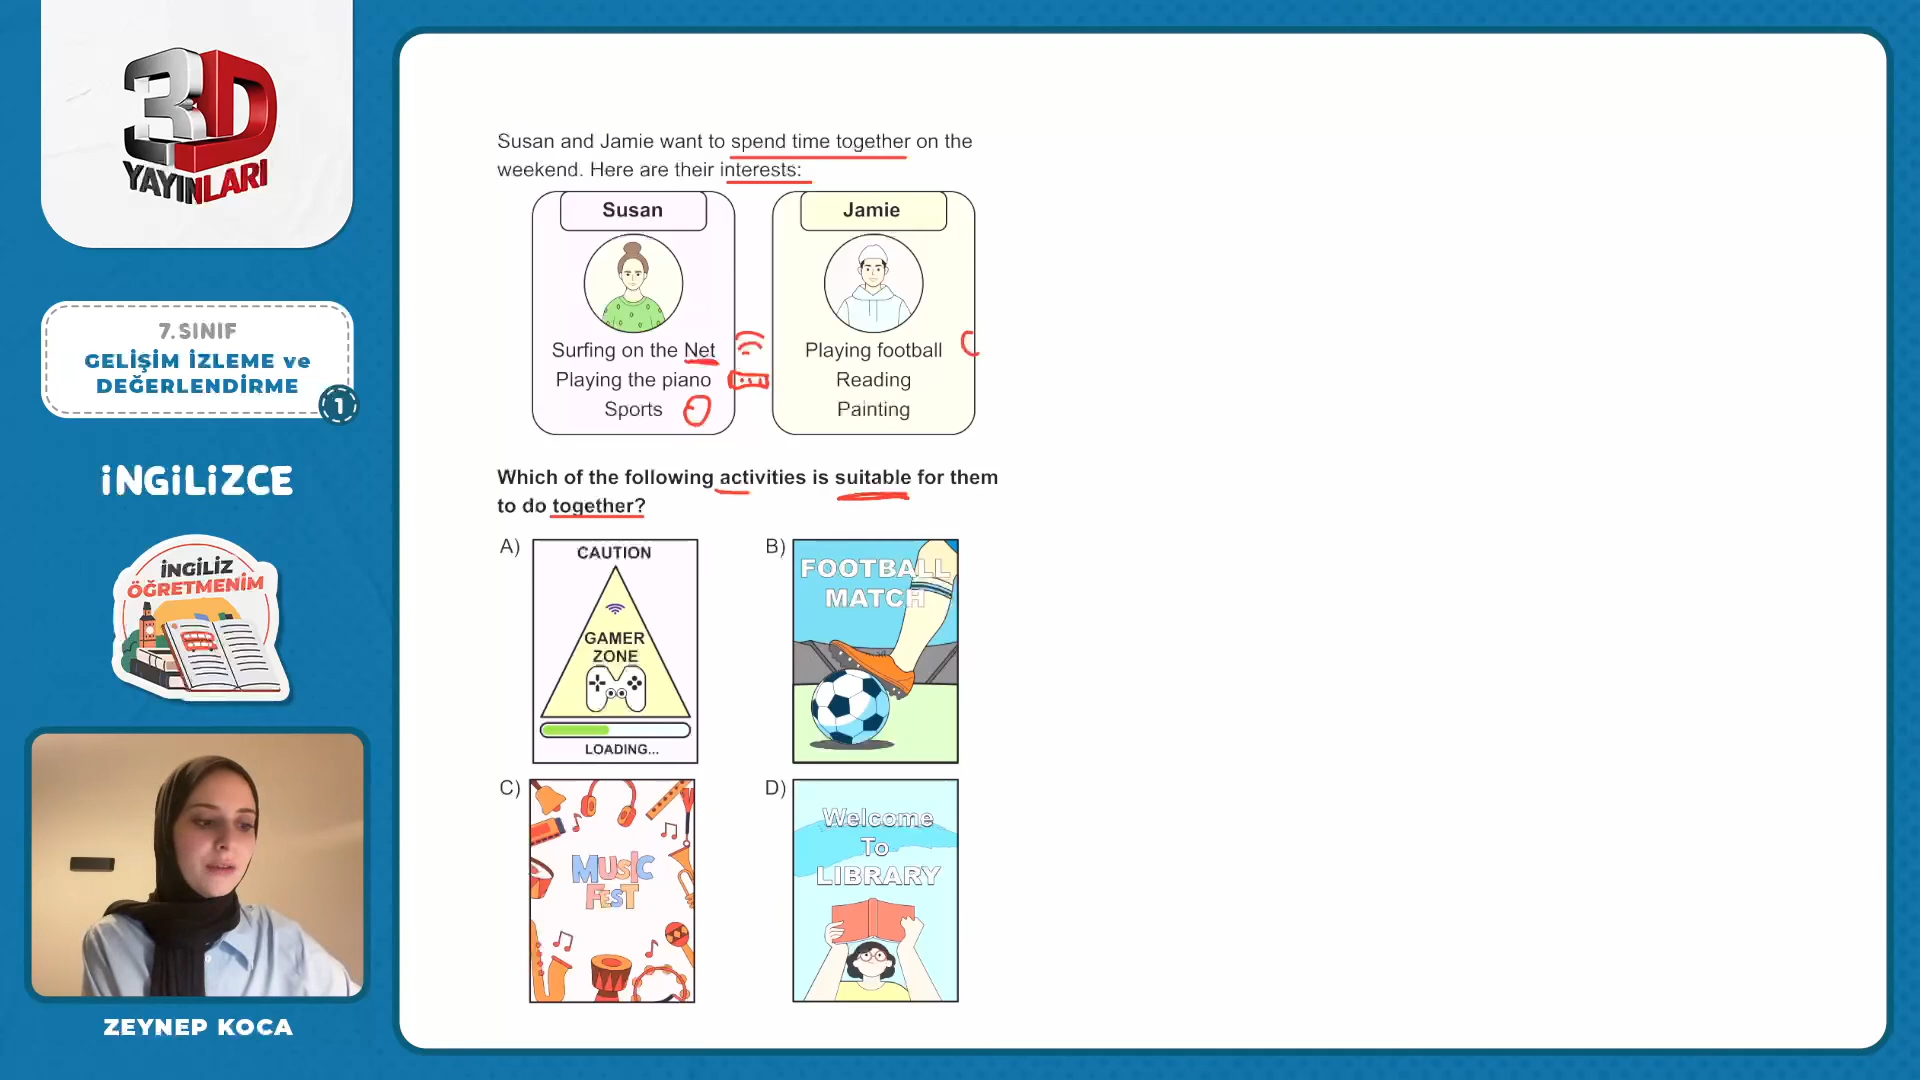 3D
YAYINLARI
7.SINIF
GELİŞİM İZLEME ve
DEĞERLENDİRME
1
İNGİLİZCE
İNGİLİZ
ÖĞRETMENİM
ZEYNEP KOCA
Susan and Jamie want to spend time together on the
weekend. Here are their interests:
Susan
Surfing on the Net
Playing the piano
Sports
Jamie
Playing football
Reading
Painting
Which of the following activities is suitable for them
to do together?
A)
CAUTION
GAMER
ZONE
LOADING...
B)
FOOTBALL
MATCH
C)
MUSIC
FEST
D)
Welcome
To
LIBRARY